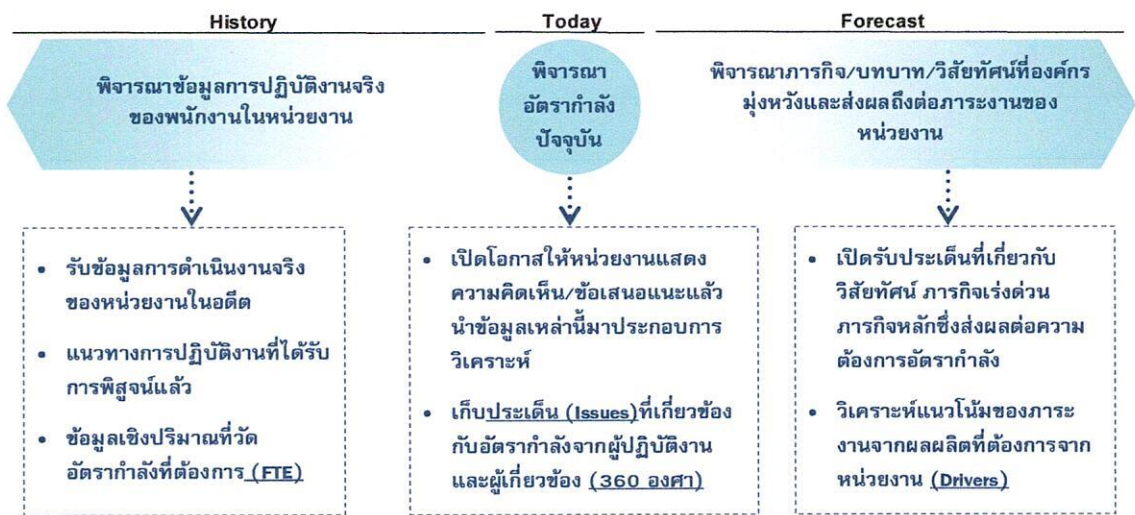 History
Today
Forecast
พิจารณาข้อมูลการปฏิบัติงานจริง
ของพนักงานในหน่วยงาน
พิจารณา
อัตรากำลัง
ปัจจุบัน
พิจารณาภารกิจ/บทบาท/วิสัยทัศน์ที่องค์กร
มุ่งหวังและส่งผลถึงต่อภาระงานของ
หน่วยงาน
• รับข้อมูลการดำเนินงานจริง
ของหน่วยงานในอดีต
• แนวทางการปฏิบัติงานที่ได้รับ
การพิสูจน์แล้ว
• ข้อมูลเชิงปริมาณที่วัด
อัตรากำลังที่ต้องการ (FTE)
• เปิดโอกาสให้หน่วยงานแสดง
ความคิดเห็น/ข้อเสนอแนะแล้ว
นำข้อมูลเหล่านี้มาประกอบการ
วิเคราะห์
• เก็บประเด็น (Issues)ที่เกี่ยวข้อง
กับอัตรากำลังจากผู้ปฏิบัติงาน
และผู้เกี่ยวข้อง (360 องศา)
• เปิดรับประเด็นที่เกี่ยวกับ
วิสัยทัศน์ ภารกิจเร่งด่วน
ภารกิจหลักซึ่งส่งผลต่อความ
ต้องการอัตรากำลัง
• วิเคราะห์แนวโน้มของภาระ
งานจากผลผลิตที่ต้องการจาก
หน่วยงาน (Drivers)